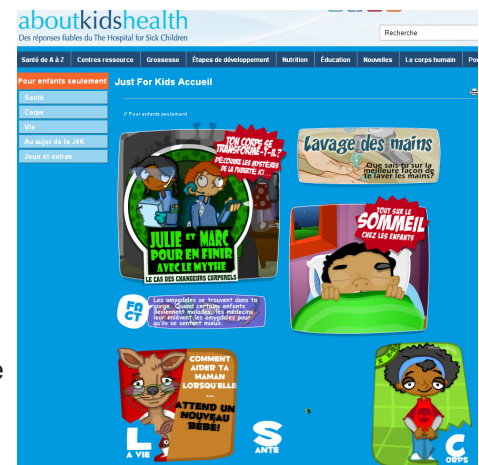 aboutkidshealth
Des réponses fiables du The Hospital for Sick Children
Recherche
Santé de A à Z Centres ressource Grossesse Étapes de développement Nutrition Éducation Nouvelles Le corps humain
Pour enfants seulement
Santé
Corps
Vie
Au sujet de la J4K
Jeux et extras
Just For Kids Accueil
// Pour enfants seulement
TON CORPS SE
TRANSFORME-T-IL?
DÉCOUVRE LES MYSTÈRES
DE LA PUBERTÉ ICI...
JULIE ET MARC
POUR EN FINIR
AVEC LE MYTHE
LE CAS DES CHANGEURS CORPORELS
Lavage des mains
Que sais-tu sur la
meilleure façon de
te laver les mains?
TOUT SUR LE
SOMMEIL
CHEZ LES ENFANTS
FACT
Les amygdales se trouvent dans ta
gorge. Quand certains enfants
deviennent malades, les médecins
leur enlèvent les amygdales pour
qu'ils se sentent mieux.
COMMENT
AIDER TA
MAMAN
LORSQU'ELLE
...
ATTEND UN
NOUVEAU
BÉBÉ!
LA VIE
SANTÉ
CORPS
e